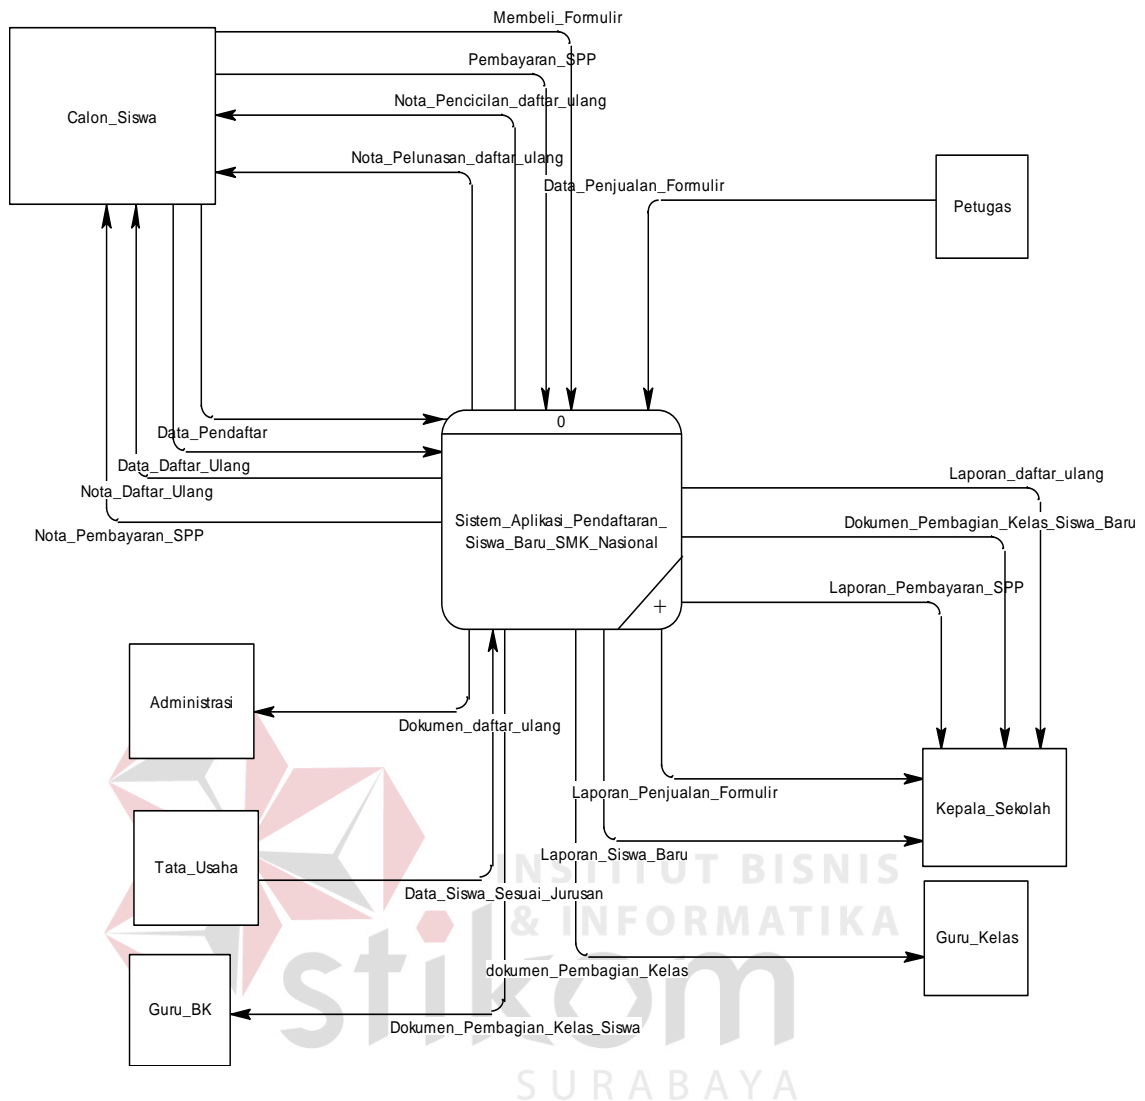 Membeli_Formulir
Pembayaran_SPP
Nota_Pencicilan_daftar_ulang
Calon_Siswa
Nota_Pelunasan_daftar_ulang
Data_Penjualan_Formulir
Petugas
0
Data_Pendaftar
Data_Daftar_Ulang
Nota_Daftar_Ulang
Nota_Pembayaran_SPP
Sistem_Aplikasi_Pendaftaran_
Siswa_Baru_SMK_Nasional
+
Laporan_daftar_ulang
Dokumen_Pembagian_Kelas_Siswa_Baru
Laporan_Pembayaran_SPP
Administrasi
Dokumen_daftar_ulang
Laporan_Penjualan_Formulir
Kepala_Sekolah
Laporan_Siswa_Baru
Tata_Usaha
Data_Siswa_Sesuai_Jurusan
Guru_Kelas
dokumen_Pembagian_Kelas
Guru_BK
Dokumen_Pembagian_Kelas_Siswa
INSTITUT BISNIS
& INFORMATIKA
stikom
SURABAYA